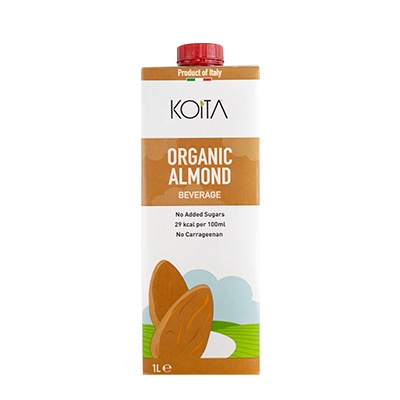 Product of Italy
KOITA
ORGANIC
ALMOND
BEVERAGE
No Added Sugars
29 kcal per 100ml
No Carrageenan
1L ℮